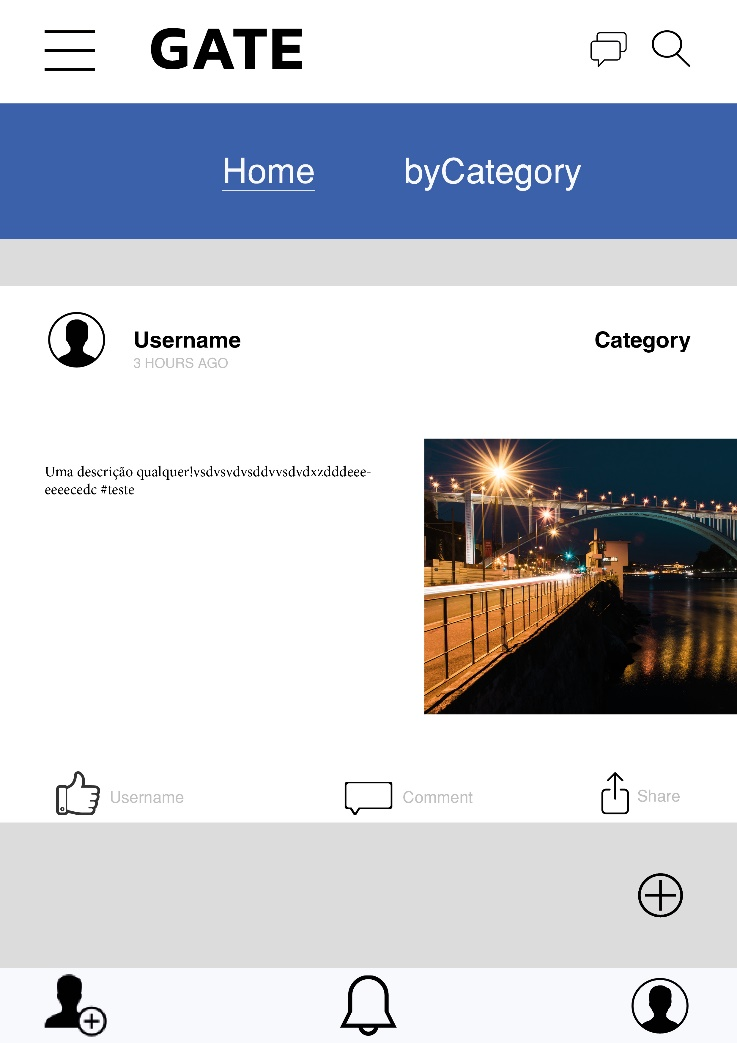 GATE
Home byCategory
Username Category
3 HOURS AGO
Uma descrição qualquer!vsdvsvdvsddvvsdvdxzdddeee-
eeeecedc #teste
Username Comment Share